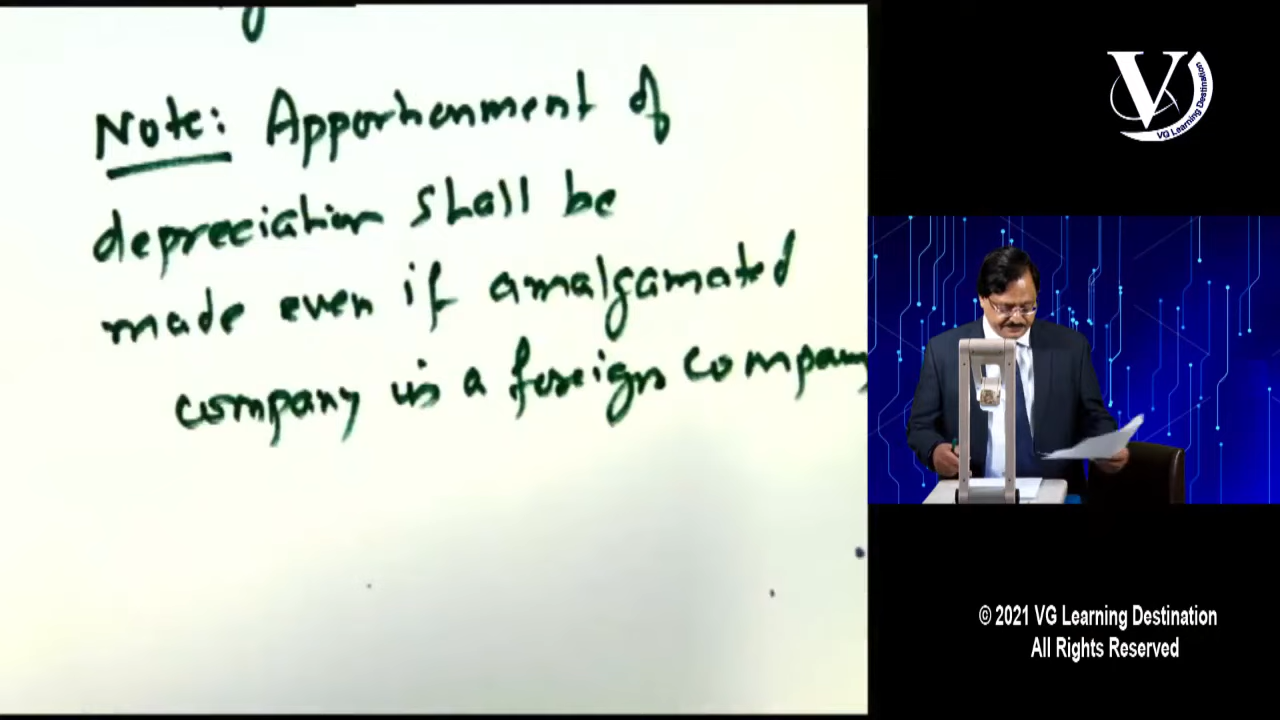 Note: Apportionment of
depreciation shall be
made even if amalgamated
company is a foreign company
V
VG Learning Destination
© 2021 VG Learning Destination
All Rights Reserved